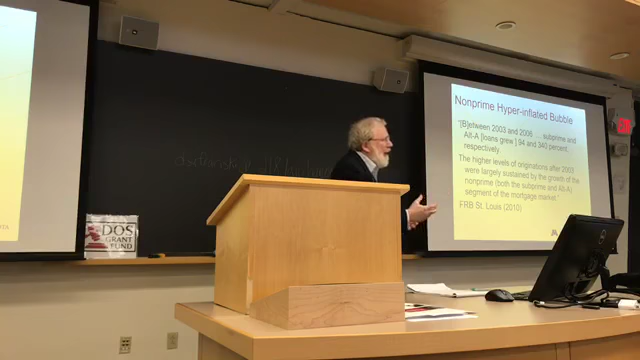 Nonprime Hyper-inflated Bubble
"[B]etween 2003 and 2006 … subprime and
Alt-A [loans grew ] 94 and 340 percent,
respectively.
The higher levels of originations after 2003
were largely sustained by the growth of the
nonprime (both the subprime and Alt-A)
segment of the mortgage market."
FRB St. Louis (2010)
EXIT
DOS
GRANT
FUND